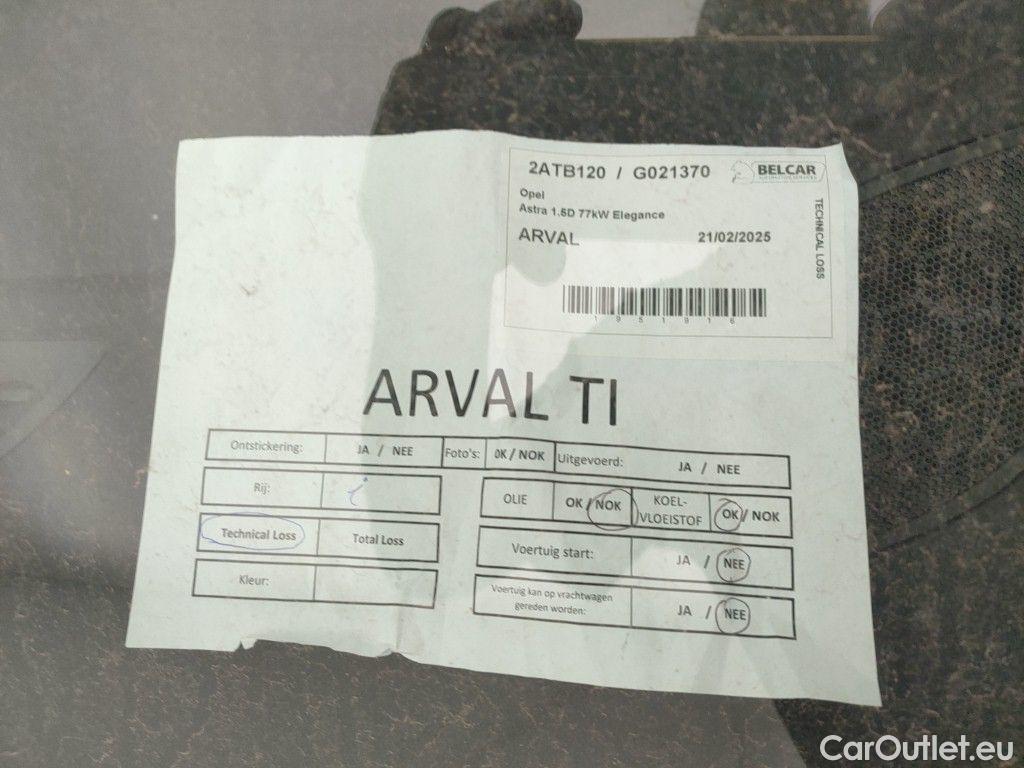 2ATB120 / G021370
BELCAR
Opel
Astra 1.5D 77kW Elegance
ARVAL 21/02/2025
TECHNICAL LOSS
1951916
ARVAL TI
Ontstickering: JA / NEE Foto's: OK / NOK Uitgevoerd: JA / NEE
Rij: i
OLIE OK / NOK KOEL-
VLOEISTOF OK / NOK
Technical Loss Total Loss
Voertuig start: JA / NEE
Kleur:
Voertuig kan op vrachtwagen
gereden worden: JA / NEE
CarOutlet.eu